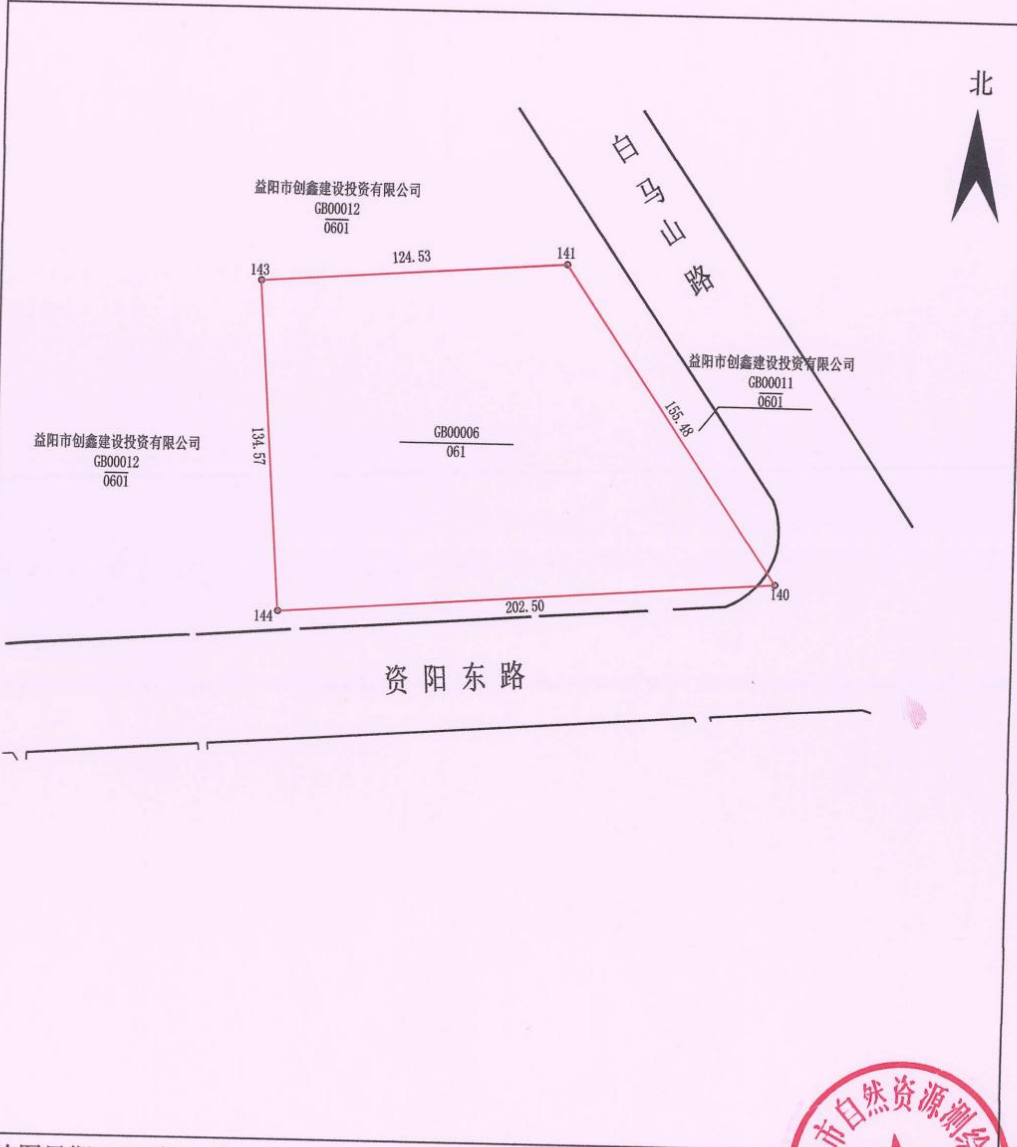 北
白马山路
益阳市创鑫建设投资有限公司
GB00012
0601
143
124.53
141
益阳市创鑫建设投资有限公司
GB00011
0601
155.48
134.57
GB00006
061
益阳市创鑫建设投资有限公司
GB00012
0601
140
144
202.50
资阳东路
市自然资源测绘